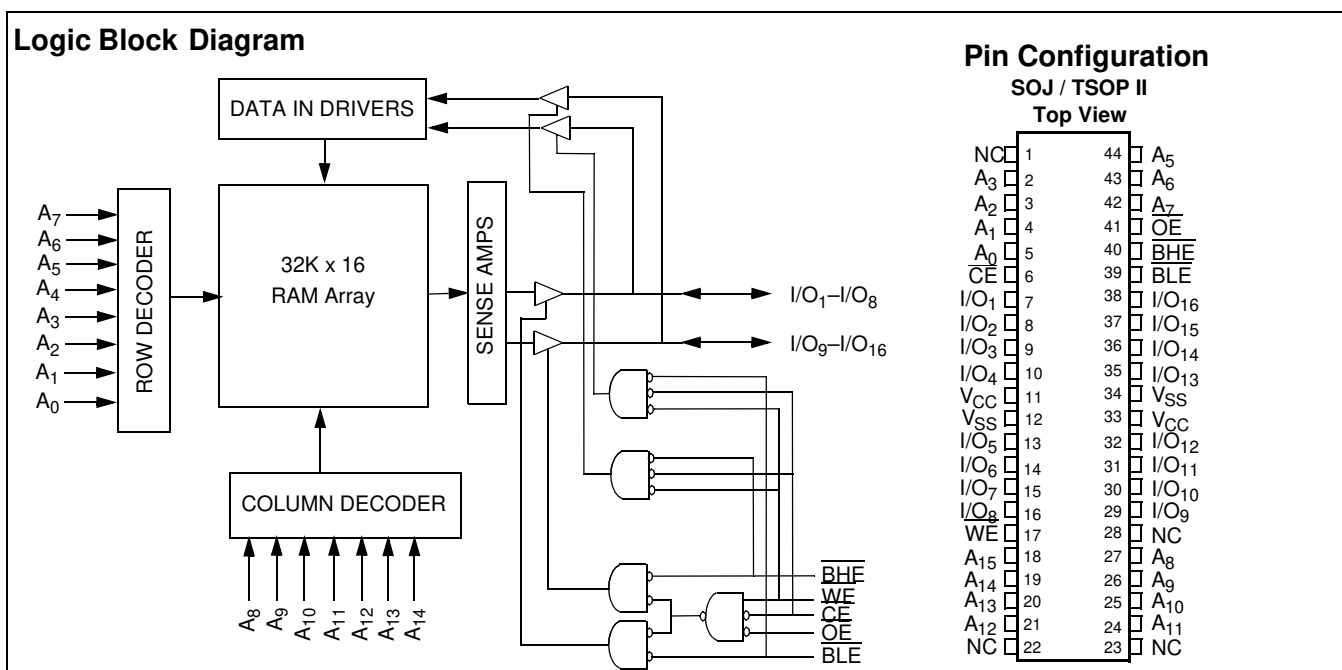 Logic Block Diagram
DATA IN DRIVERS
A7
A6
A5
A4
A3
A2
A1
A0
ROW DECODER
32K x 16
RAM Array
SENSE AMPS
I/O1–I/O8
I/O9–I/O16
COLUMN DECODER
A8
A9
A10
A11
A12
A13
A14
BHE
WE
CE
OE
BLE
Pin Configuration
SOJ / TSOP II
Top View
NC 1 44 A5
A3 2 43 A6
A2 3 42 A7
A1 4 41 OE
A0 5 40 BHE
CE 6 39 BLE
I/O1 7 38 I/O16
I/O2 8 37 I/O15
I/O3 9 36 I/O14
I/O4 10 35 I/O13
VCC 11 34 VSS
VSS 12 33 VCC
I/O5 13 32 I/O12
I/O6 14 31 I/O11
I/O7 15 30 I/O10
I/O8 16 29 I/O9
WE 17 28 NC
A15 18 27 A8
A14 19 26 A9
A13 20 25 A10
A12 21 24 A11
NC 22 23 NC